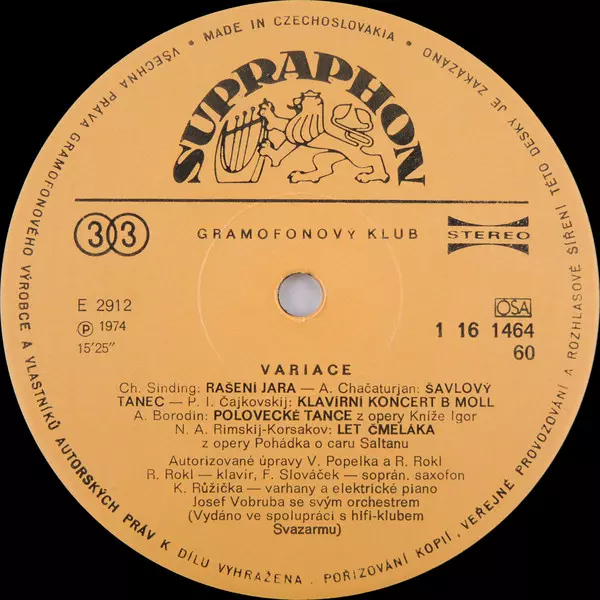 • MADE IN CZECHOSLOVAKIA •
VŠECHNA PRÁVA GRAMOFONOVÉHO VÝROBCE A VLASTNÍKŮ AUTORSKÝCH PRÁV K DÍLU VYHRAŽENA . POŘIZOVÁNÍ KOPIÍ , VEŘEJNÉ PROVOZOVÁNÍ A ROZHLASOVÉ ŠÍŘENÍ TÉTO DESKY JE ZAKÁZÁNO
SUPRAPHON
33
GRAMOFONOVÝ KLUB
STEREO
E 2912
Ⓟ 1974
15'25"
OSA
1 16 1464
60
VARIACE
Ch. Sinding: RAŠENÍ JARA — A. Chačaturjan: ŠAVLOVÝ
TANEC — P. I. Čajkovskij: KLAVÍRNÍ KONCERT B MOLL
A. Borodin: POLOVECKÉ TANCE z opery Kníže Igor
N. A. Rimskij-Korsakov: LET ČMELÁKA
z opery Pohádka o caru Saltanu
Autorizované úpravy V. Popelka a R. Rokl
R. Rokl — klavír, F. Slováček — soprán. saxofon
K. Růžička — varhany a elektrické piano
Josef Vobruba se svým orchestrem
(Vydáno ve spolupráci s hifi-klubem
Svazarmu)